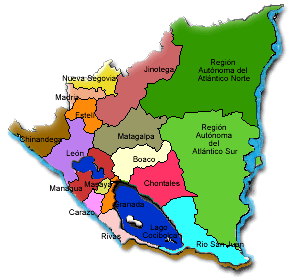 Región
Autónoma del
Atlántico Norte
Jinotega
Nueva Segovia
Madriz
Estelí
Región
Autónoma
del
Atlántico Sur
Chinandega
Matagalpa
León
Boaco
Managua
Masaya
Chontales
Granada
Carazo
Lago
Cocibolca
Rivas
Río San Juan